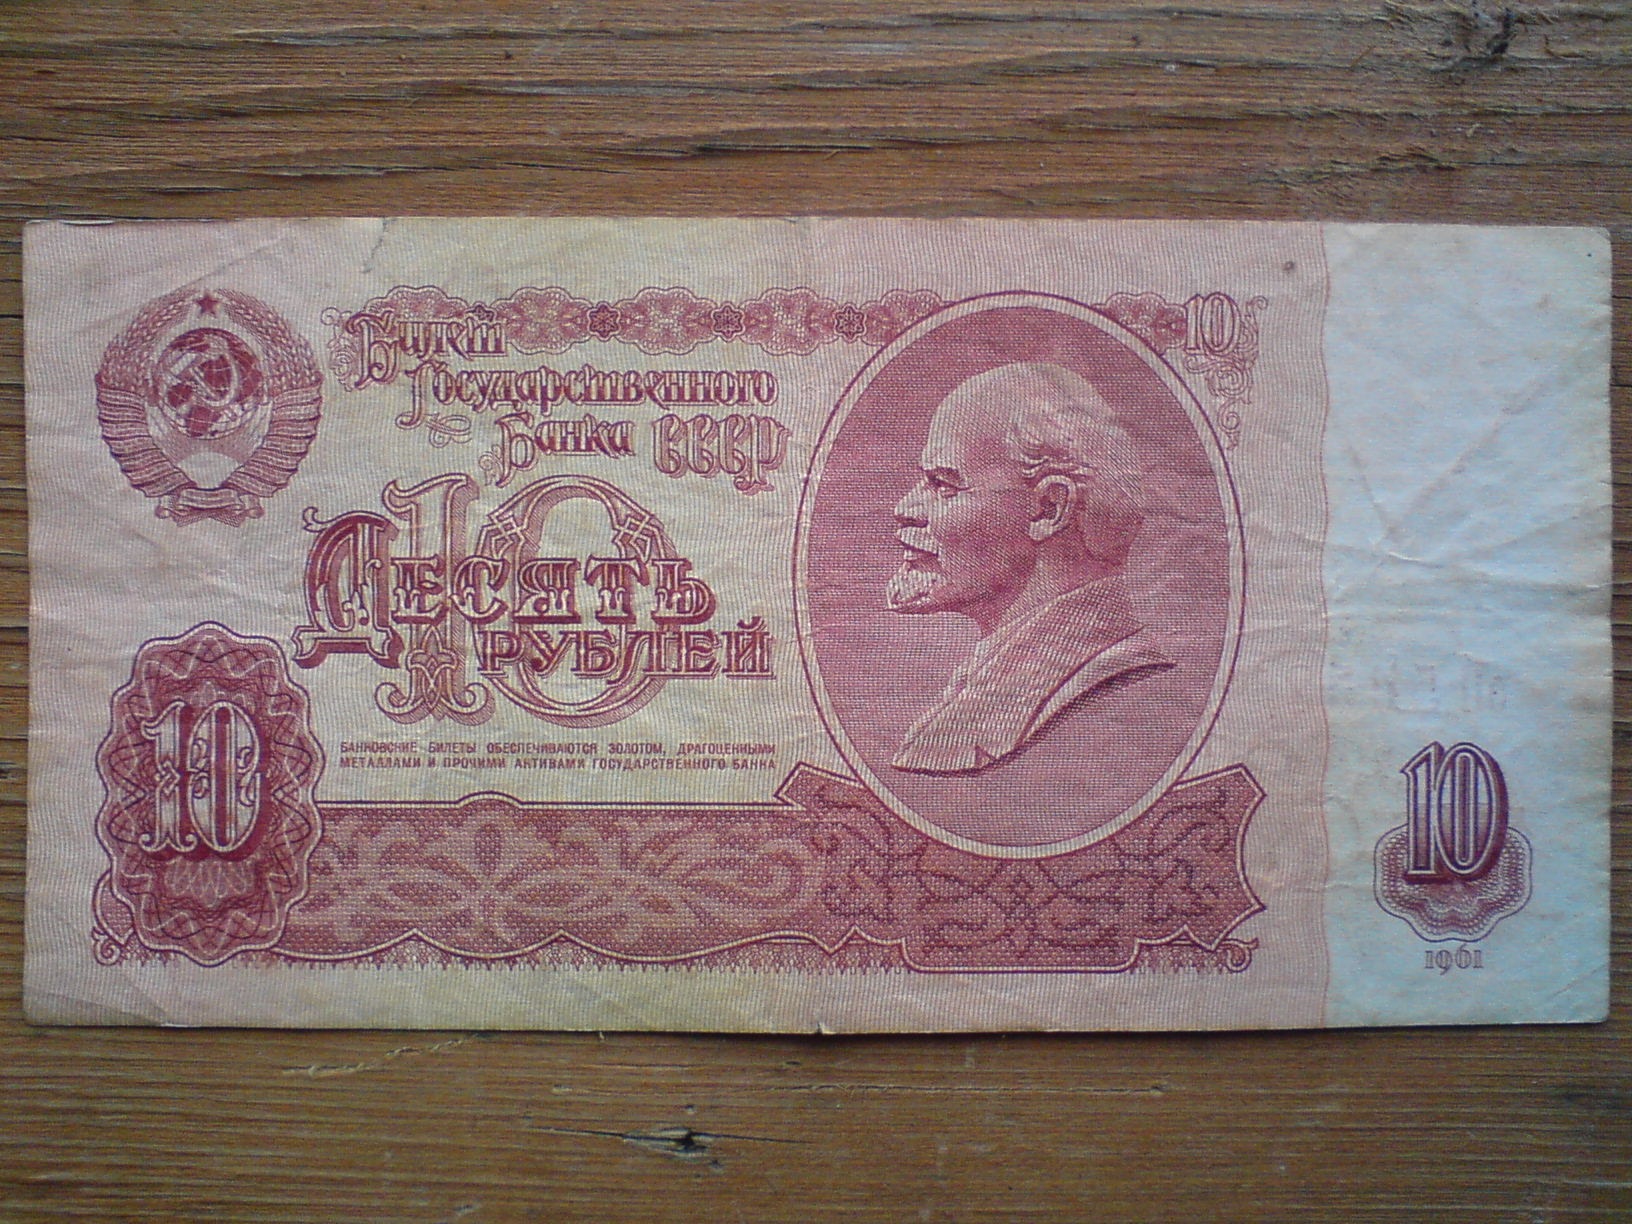 Билет
10
Государственного
Банка СССР
10
Десять
рублей
10
БАНКОВСКИЕ БИЛЕТЫ ОБЕСПЕЧИВАЮТСЯ ЗОЛОТОМ, ДРАГОЦЕННЫМИ
МЕТАЛЛАМИ И ПРОЧИМИ АКТИВАМИ ГОСУДАРСТВЕННОГО БАНКА
10
1961